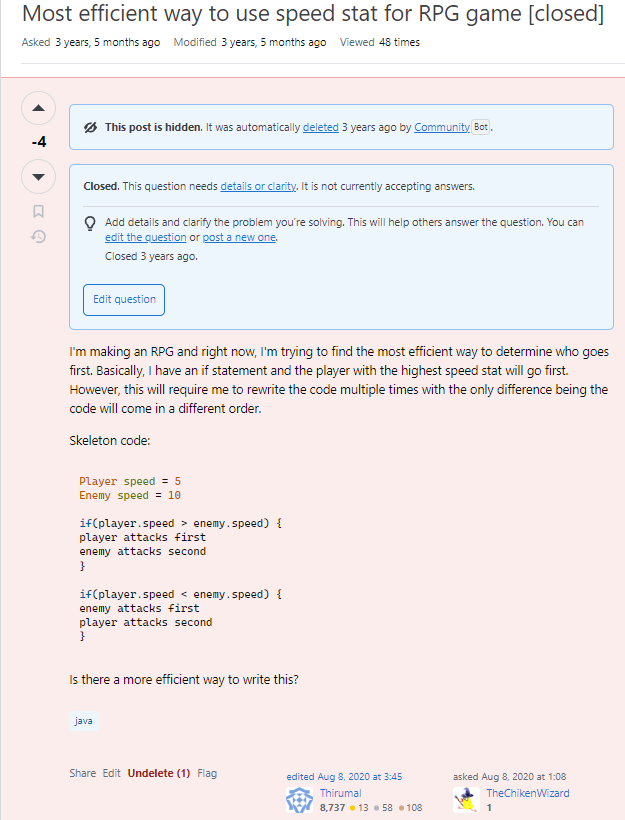 Most efficient way to use speed stat for RPG game [closed]
Asked 3 years, 5 months ago Modified 3 years, 5 months ago Viewed 48 times
This post is hidden. It was automatically deleted 3 years ago by Community Bot .
-4
Closed. This question needs details or clarity. It is not currently accepting answers.
Add details and clarify the problem you're solving. This will help others answer the question. You can
edit the question or post a new one.
Closed 3 years ago.
Edit question
I'm making an RPG and right now, I'm trying to find the most efficient way to determine who goes
first. Basically, I have an if statement and the player with the highest speed stat will go first.
However, this will require me to rewrite the code multiple times with the only difference being the
code will come in a different order.
Skeleton code:
Player speed = 5
Enemy speed = 10
if(player.speed > enemy.speed) {
player attacks first
enemy attacks second
}
if(player.speed < enemy.speed) {
enemy attacks first
player attacks second
}
Is there a more efficient way to write this?
java
Share Edit Undelete (1) Flag
edited Aug 8, 2020 at 3:45
Thirumal
8,737 13 58 108
asked Aug 8, 2020 at 1:08
TheChikenWizard
1